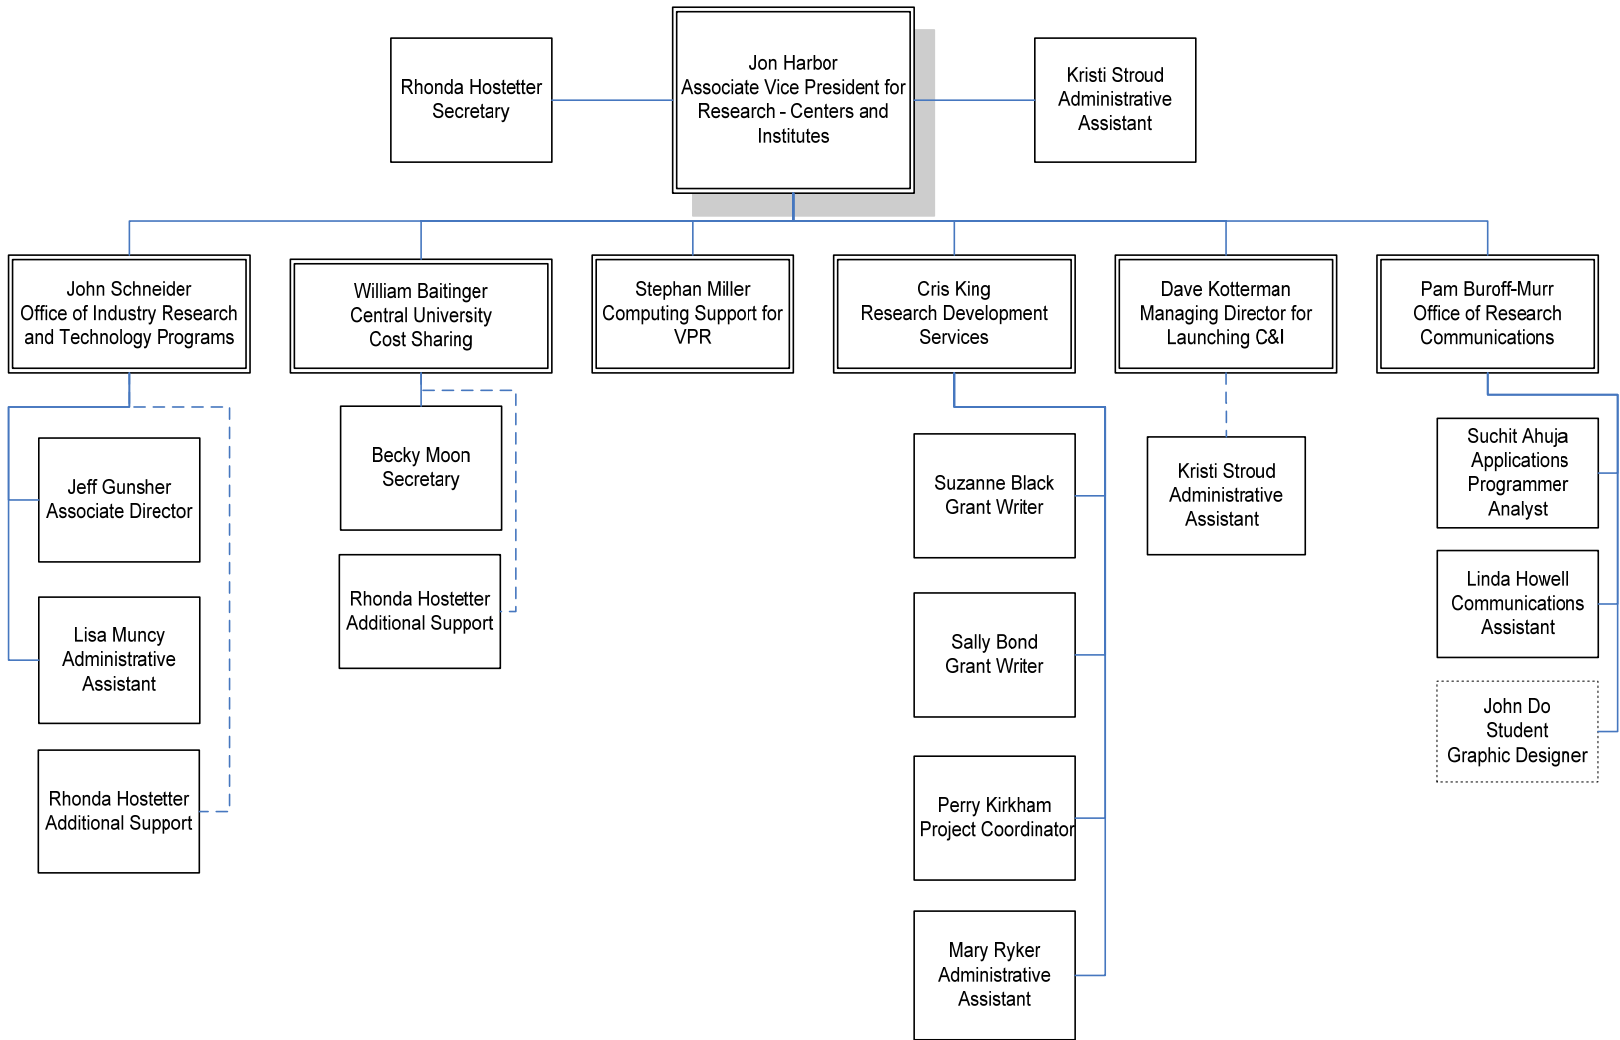 Rhonda Hostetter
Secretary
Jon Harbor
Associate Vice President for
Research - Centers and
Institutes
Kristi Stroud
Administrative
Assistant
John Schneider
Office of Industry Research
and Technology Programs
William Baitinger
Central University
Cost Sharing
Stephan Miller
Computing Support for
VPR
Cris King
Research Development
Services
Dave Kotterman
Managing Director for
Launching C&I
Pam Buroff-Murr
Office of Research
Communications
Jeff Gunsher
Associate Director
Lisa Muncy
Administrative
Assistant
Rhonda Hostetter
Additional Support
Becky Moon
Secretary
Rhonda Hostetter
Additional Support
Suzanne Black
Grant Writer
Sally Bond
Grant Writer
Perry Kirkham
Project Coordinator
Mary Ryker
Administrative
Assistant
Kristi Stroud
Administrative
Assistant
Suchit Ahuja
Applications
Programmer
Analyst
Linda Howell
Communications
Assistant
John Do
Student
Graphic Designer